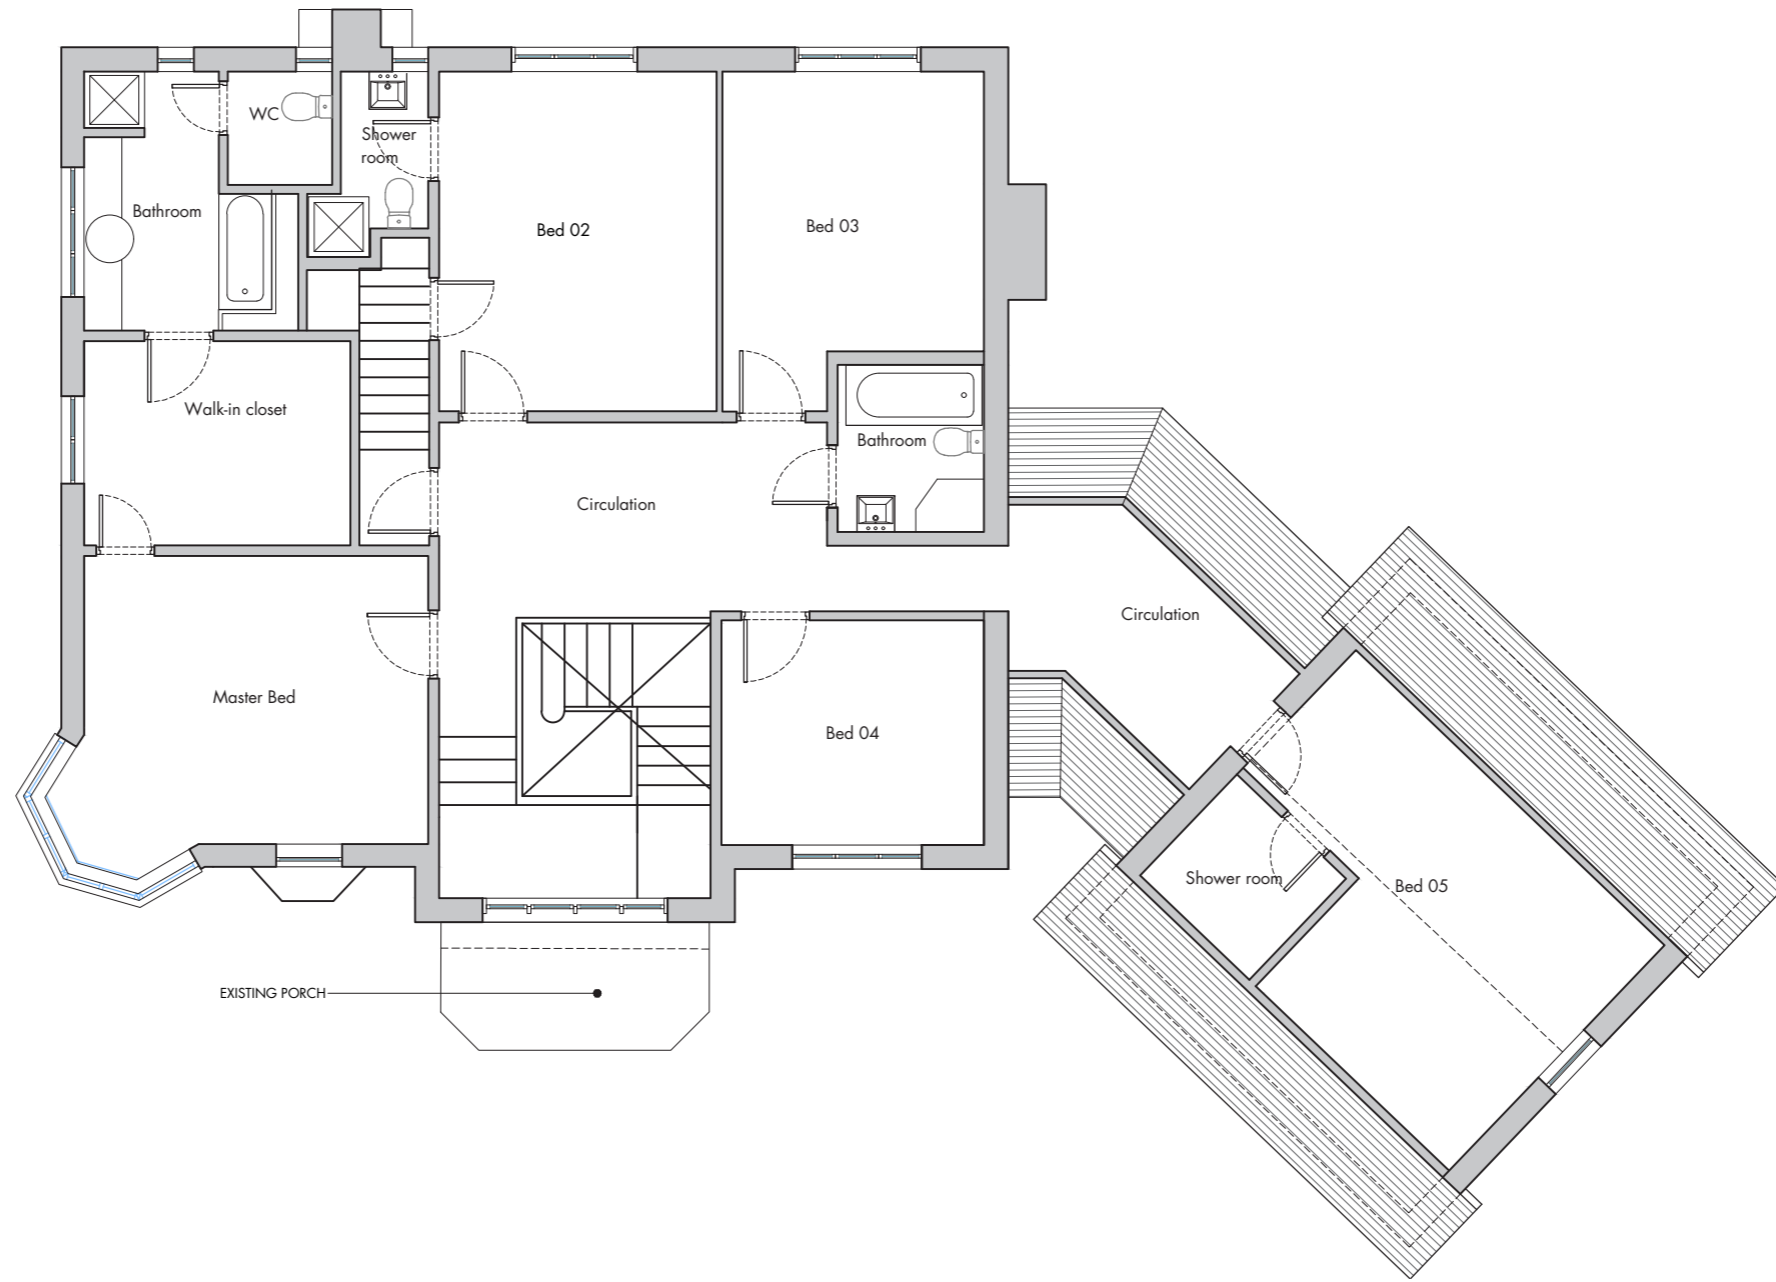 WC
Shower
room
Bathroom
Bed 02
Bed 03
Walk-in closet
Bathroom
Circulation
Circulation
Master Bed
Bed 04
Shower room
Bed 05
EXISTING PORCH